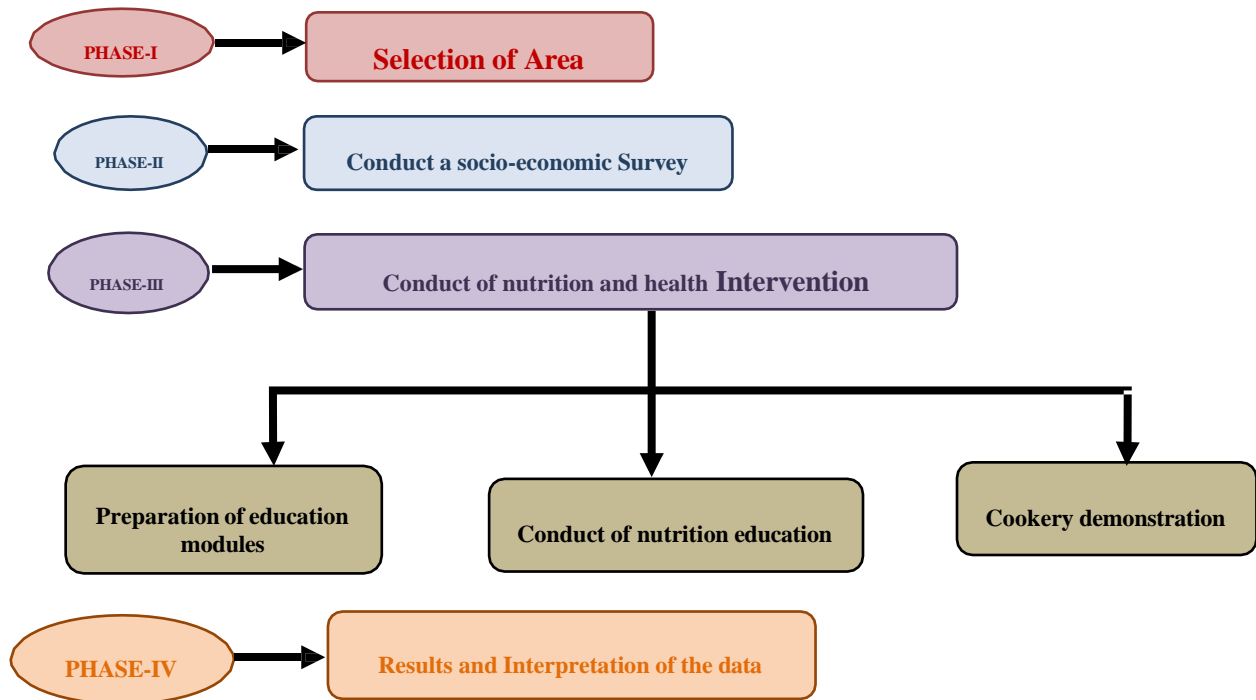 PHASE-I
Selection of Area
PHASE-II
Conduct a socio-economic Survey
PHASE-III
Conduct of nutrition and health Intervention
Preparation of education
modules
Conduct of nutrition education
Cookery demonstration
PHASE-IV
Results and Interpretation of the data